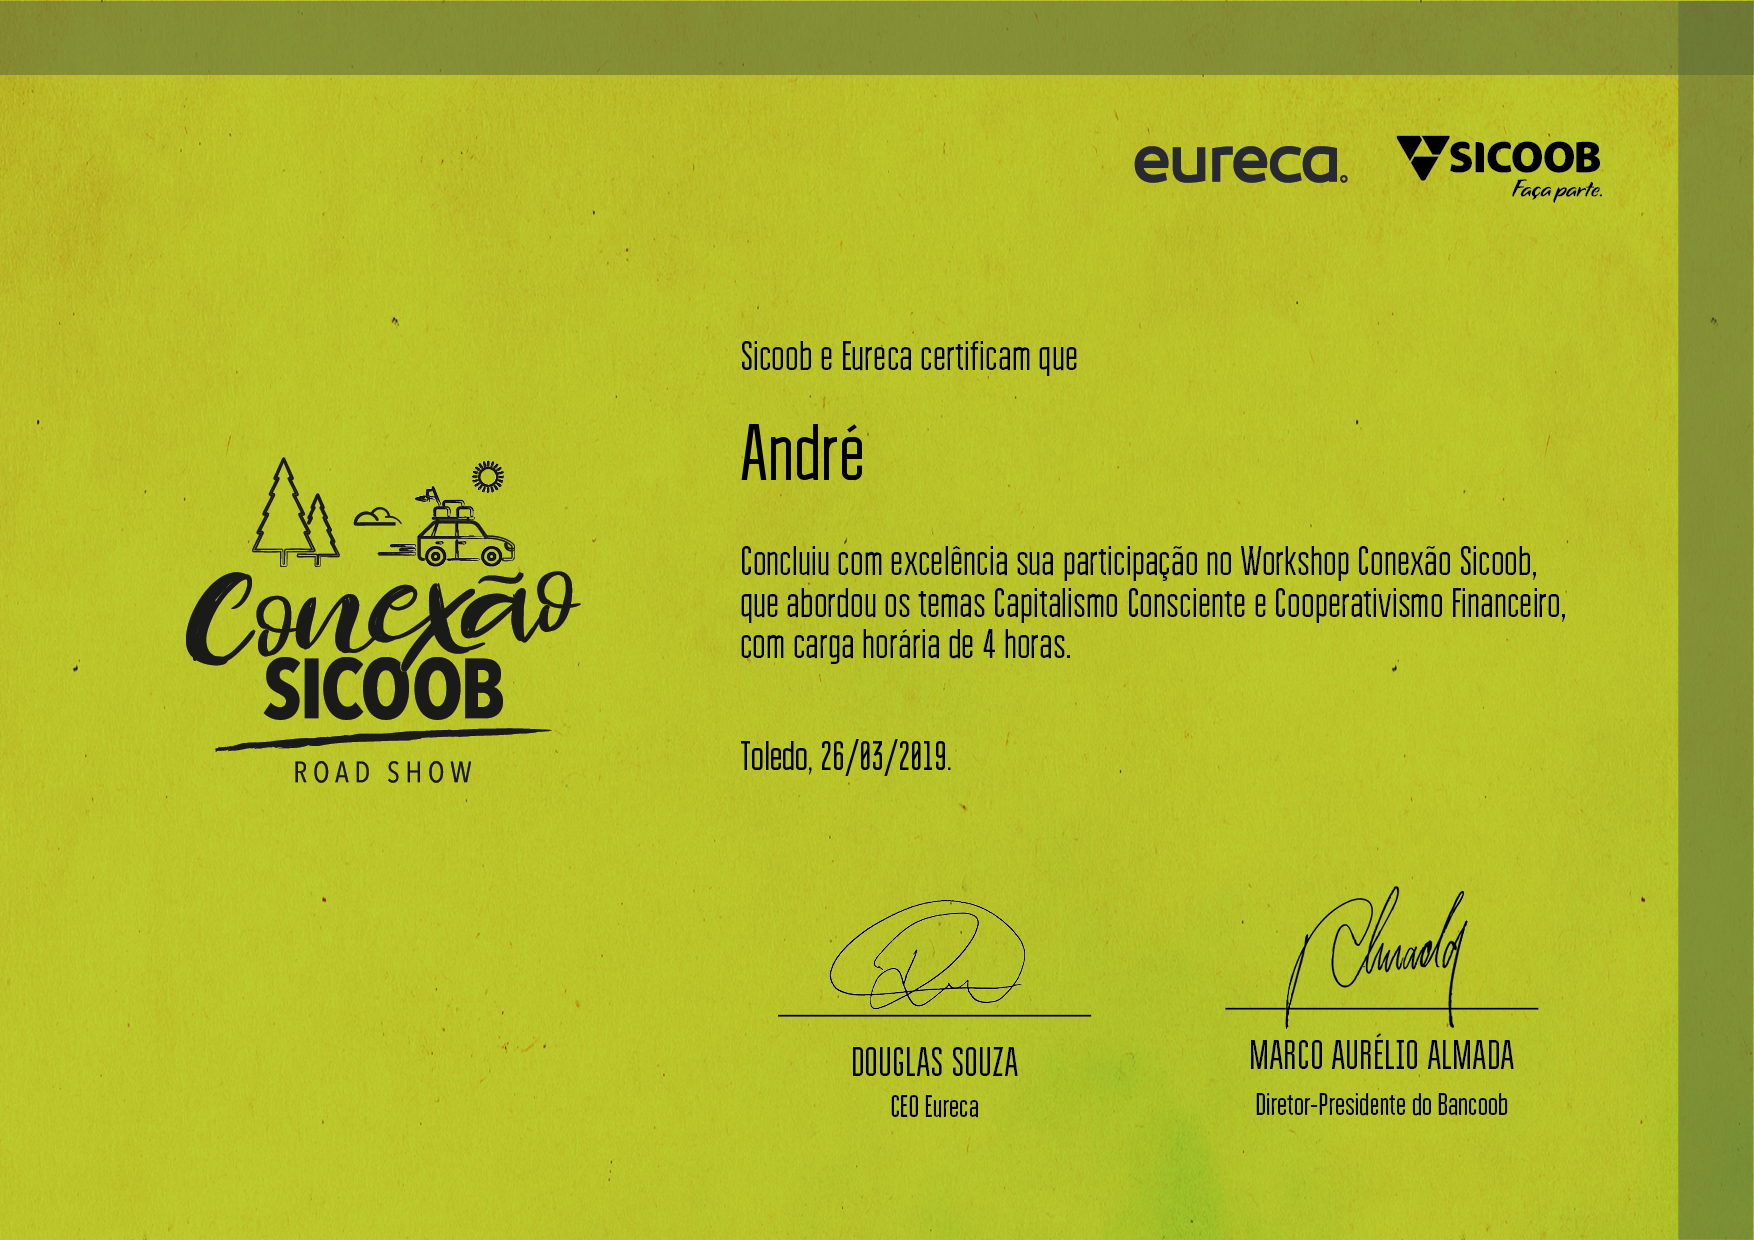 eureca
SICOOB
Faça parte.
Sicoob e Eureca certificam que
André
Concluiu com excelência sua participação no Workshop Conexão Sicoob,
que abordou os temas Capitalismo Consciente e Cooperativismo Financeiro,
com carga horária de 4 horas.
Toledo, 26/03/2019.
Conexão
SICOOB
ROAD SHOW
Almada
DOUGLAS SOUZA
CEO Eureca
MARCO AURÉLIO ALMADA
Diretor-Presidente do Bancoob